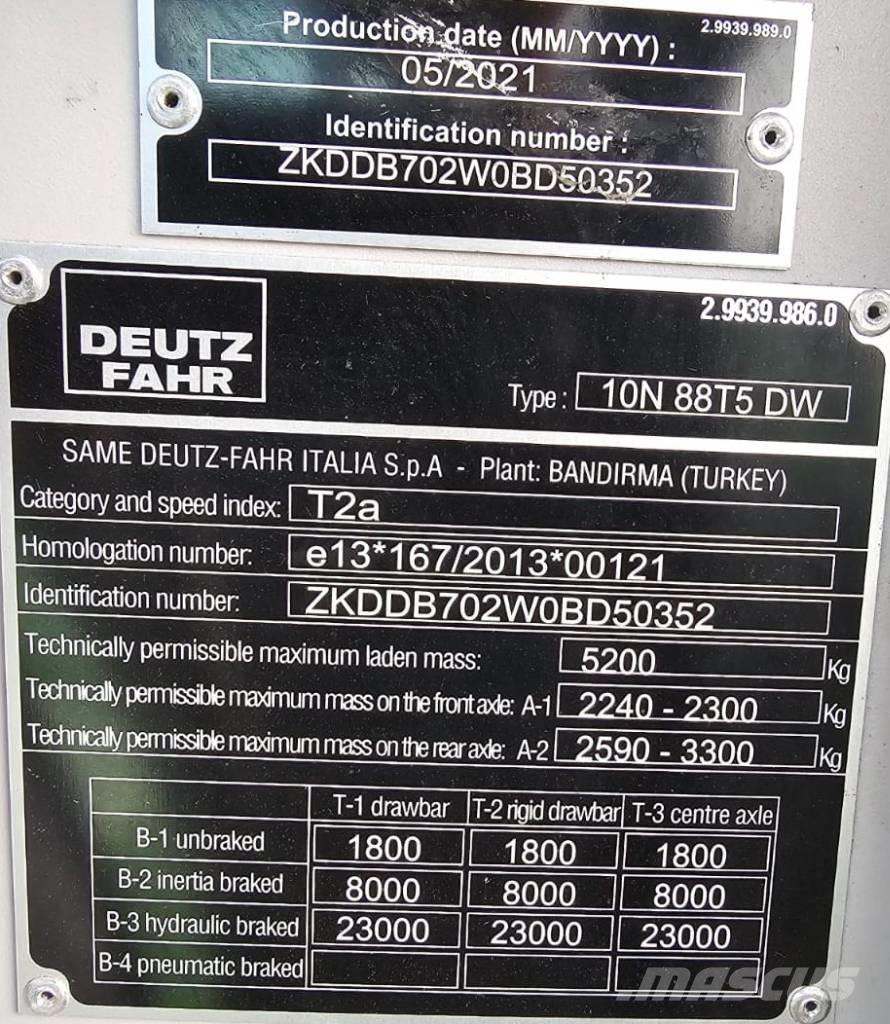 2.9939.989.0
Production date (MM/YYYY) :
05/2021
Identification number :
ZKDDB702W0BD50352
2.9939.986.0
DEUTZ
FAHR
Type : 10N 88T5 DW
SAME DEUTZ-FAHR ITALIA S.p.A - Plant: BANDIRMA (TURKEY)
Category and speed index: T2a
Homologation number: e13*167/2013*00121
Identification number: ZKDDB702W0BD50352
Technically permissible maximum laden mass: 5200 Kg
Technically permissible maximum mass on the front axle: A-1 2240 - 2300 Kg
Technically permissible maximum mass on the rear axle: A-2 2590 - 3300 Kg
T-1 drawbar T-2 rigid drawbar T-3 centre axle
B-1 unbraked 1800 1800 1800
B-2 inertia braked 8000 8000 8000
B-3 hydraulic braked 23000 23000 23000
B-4 pneumatic braked
MASCUS